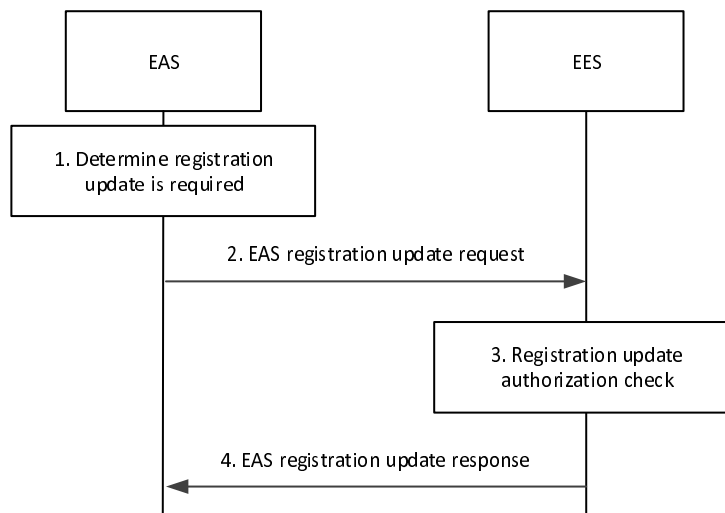 EAS
EES
1. Determine registration
update is required
2. EAS registration update request
3. Registration update
authorization check
4. EAS registration update response